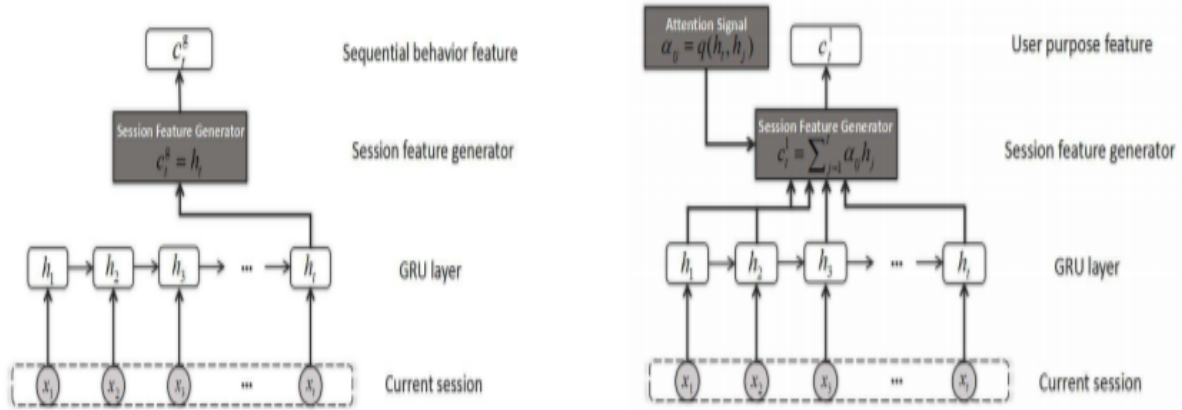 c_t^g
Sequential behavior feature
Session Feature Generator
c_t^g = h_t
Session feature generator
h_1 h_2 h_3 ... h_t
GRU layer
x_1 x_2 x_3 ... x_t
Current session
Attention Signal
α_tj = q(h_t, h_j)
c_t^l
User purpose feature
Session Feature Generator
c_t^l = ∑_{j=1}^t α_tj h_j
Session feature generator
h_1 h_2 h_3 ... h_t
GRU layer
x_1 x_2 x_3 ... x_t
Current session